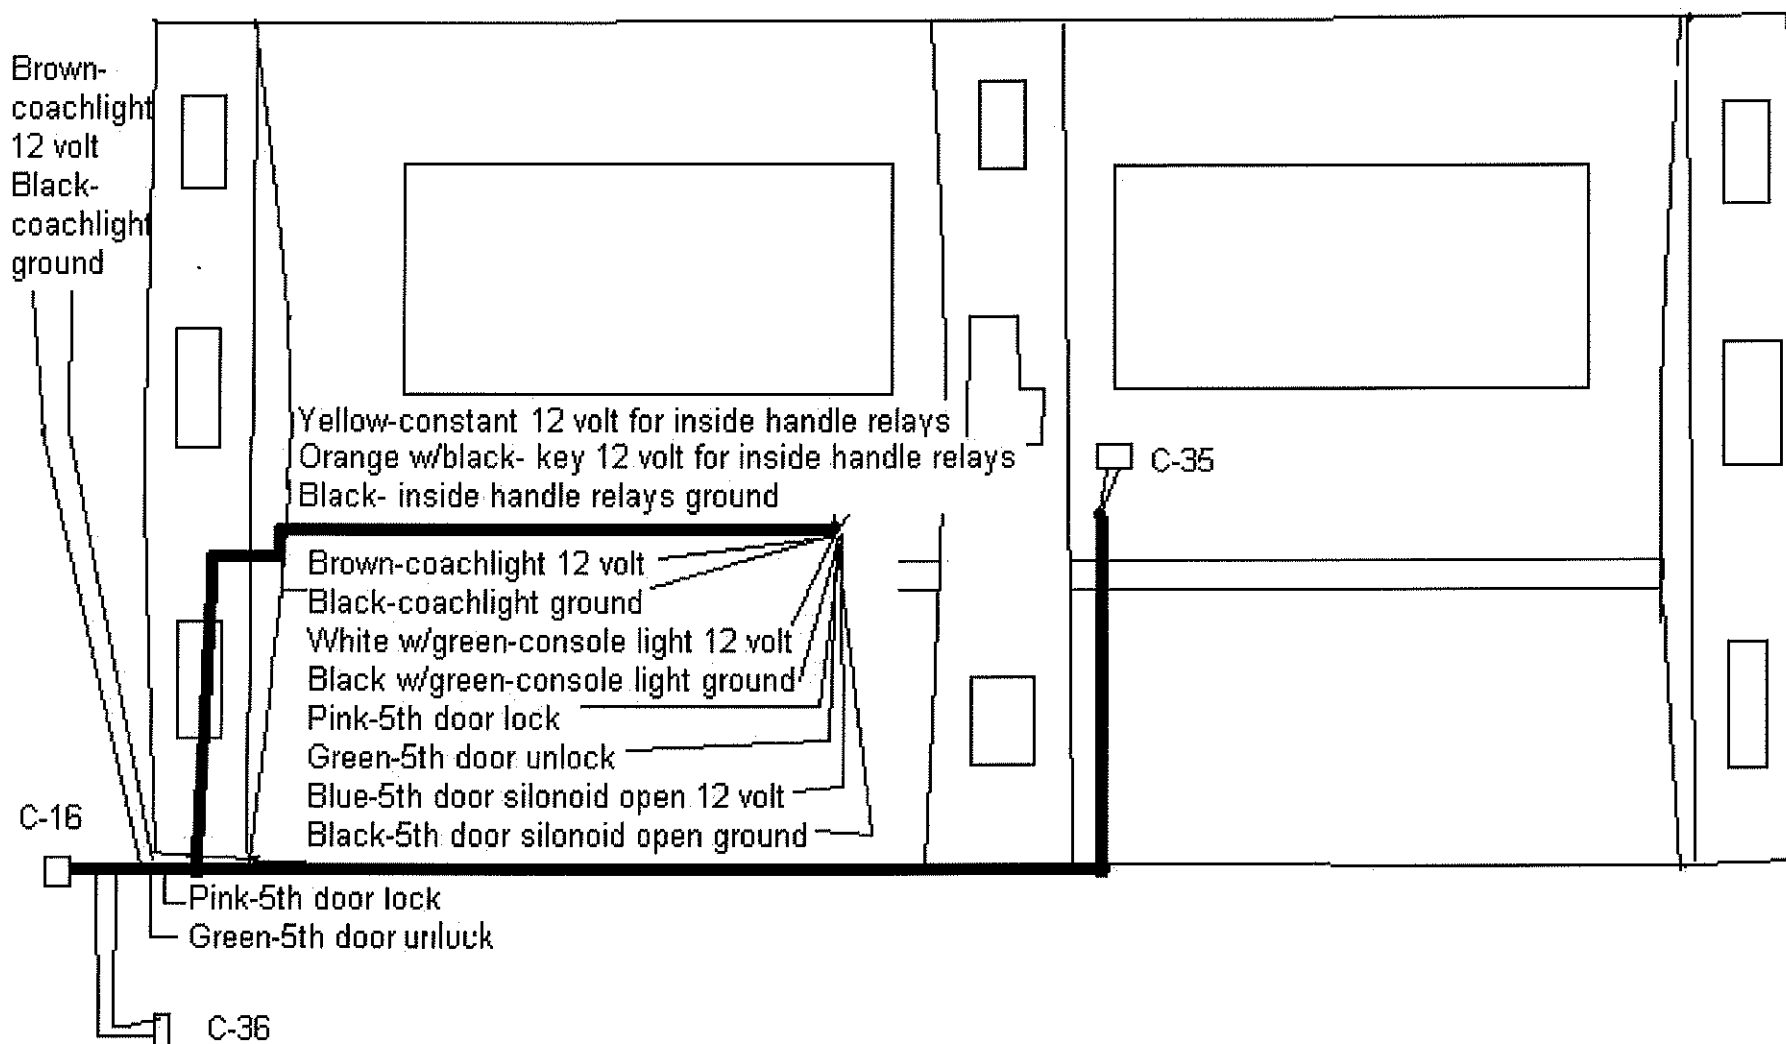 Brown-
coachlight
12 volt
Black-
coachlight
ground
Yellow-constant 12 volt for inside handle relays
Orange w/black- key 12 volt for inside handle relays
Black- inside handle relays ground
C-35
Brown-coachlight 12 volt
Black-coachlight ground
White w/green-console light 12 volt
Black w/green-console light ground
Pink-5th door lock
Green-5th door unlock
Blue-5th door silonoid open 12 volt
Black-5th door silonoid open ground
C-16
Pink-5th door lock
Green-5th door unlock
C-36